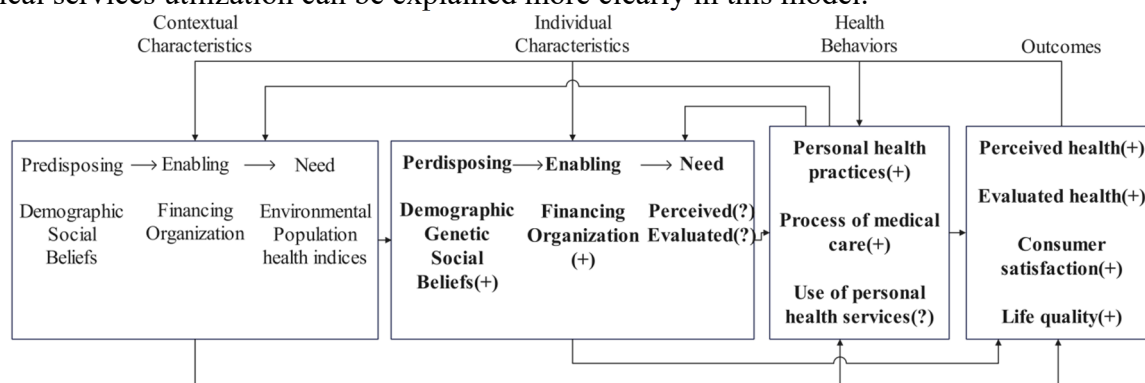 ical services utilization can be explained more clearly in this model.
Contextual
Characteristics
Individual
Characteristics
Health
Behaviors
Outcomes
Predisposing → Enabling → Need
Demographic
Social
Beliefs
Financing
Organization
Environmental
Population
health indices
Perdisposing → Enabling → Need
Demographic
Genetic
Social
Beliefs(+)
Financing
Organization
(+)
Perceived(?)
Evaluated(?)
Personal health
practices(+)
Process of medical
care(+)
Use of personal
health services(?)
Perceived health(+)
Evaluated health(+)
Consumer
satisfaction(+)
Life quality(+)